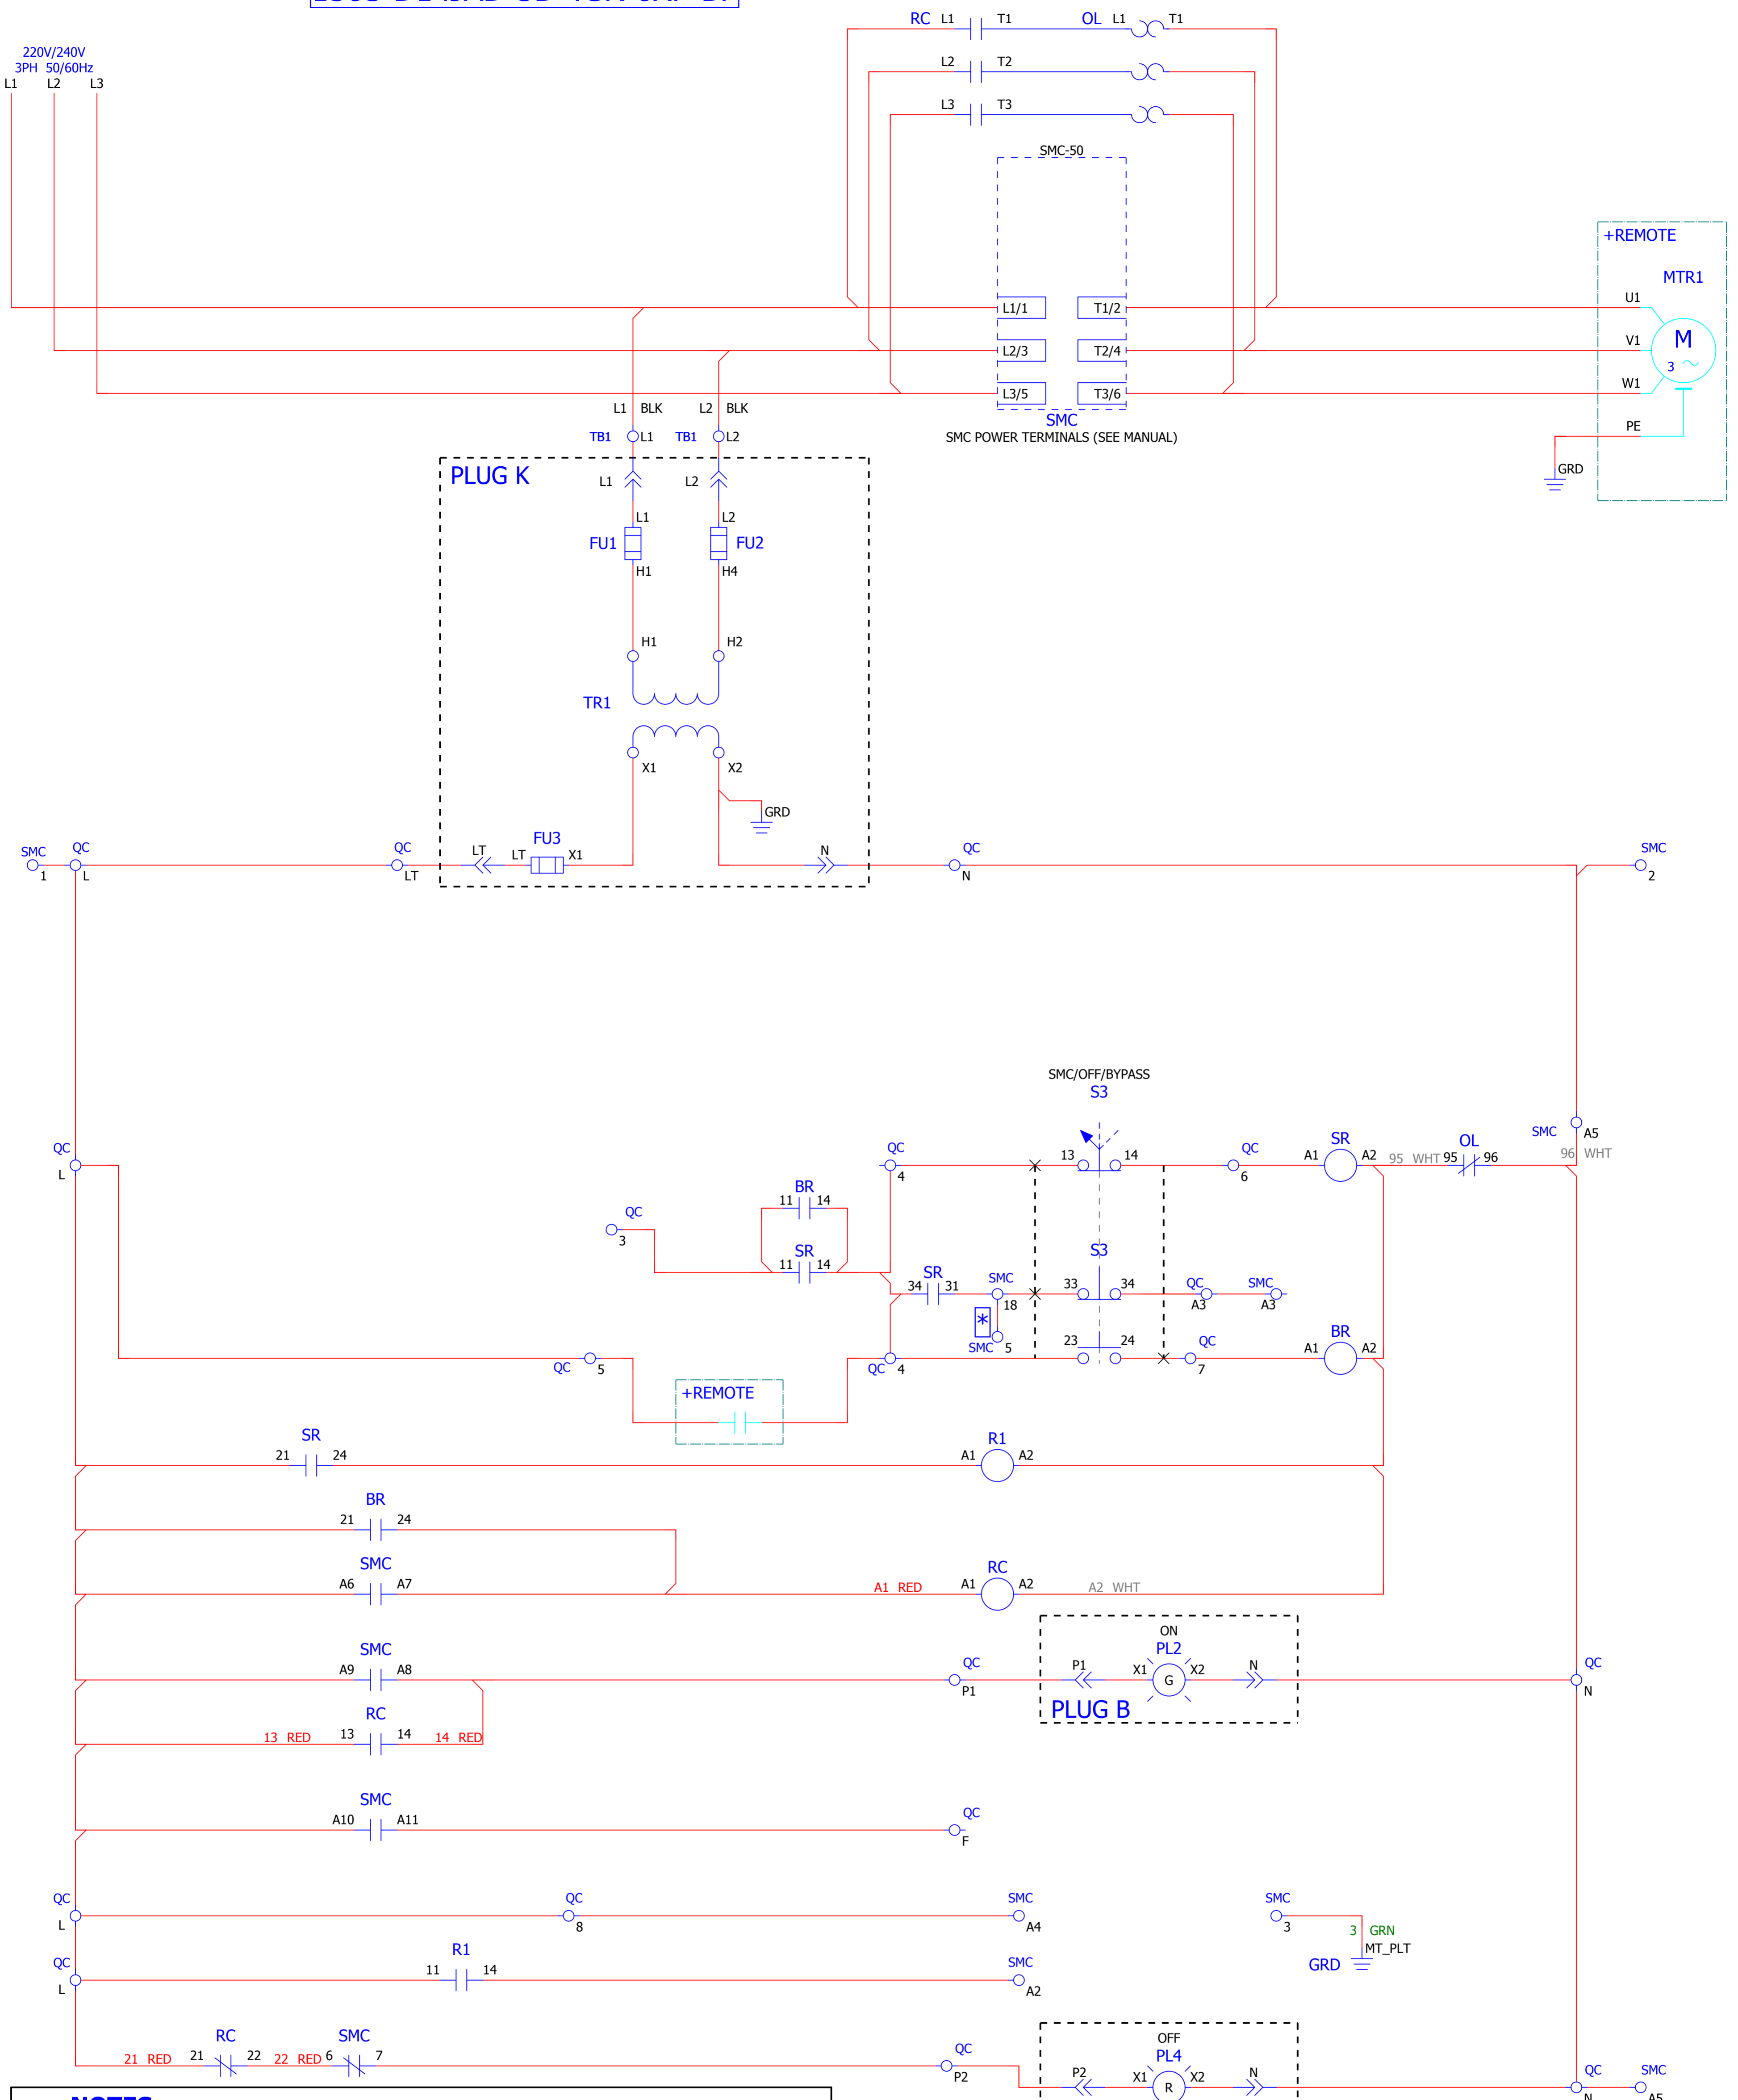 RC L1 T1 OL L1 T1
220V/240V
3PH 50/60Hz
L1 L2 L3
L2 T2
L3 T3
SMC-50
+REMOTE
MTR1
L1/1 T1/2 U1
L2/3 T2/4 V1 M
3
L3/5 T3/6 W1
L1 BLK L2 BLK
SMC
SMC POWER TERMINALS (SEE MANUAL)
PE
TB1 L1 TB1 L2
GRD
PLUG K
L1 L2
L1 L2
FU1 FU2
H1 H4
H1 H2
TR1
X1 X2
GRD
SMC QC QC FU3 QC SMC
LT LT X1 N
1 L LT N 2
SMC/OFF/BYPASS
S3
SMC A5
QC QC 13 14 QC SR OL
A1 A2 95 WHT 95 96 96 WHT
L 4 6
BR
11 14
QC
3
SR S3
11 14
SR SMC QC SMC
34 31 33 34
18 A3 A3
*
SMC 5 23 24 QC BR
A1 A2
QC 5 QC 4 7
+REMOTE
SR R1
21 24 A1 A2
BR
21 24
SMC RC
A6 A7 A1 RED A1 A2 A2 WHT
ON
SMC QC PL2 QC
A9 A8 P1 X1 X2 N
P1 G N
RC PLUG B
13 RED 13 14 14 RED
SMC
A10 A11 QC
F
QC QC SMC SMC
L 8 A4 3
3 GRN
MT_PLT
GRD
QC R1 SMC
11 14
L A2
OFF
RC SMC QC PL4 QC SMC
21 RED 21 22 22 RED 6 7
P2 P2 X1 X2 N
R